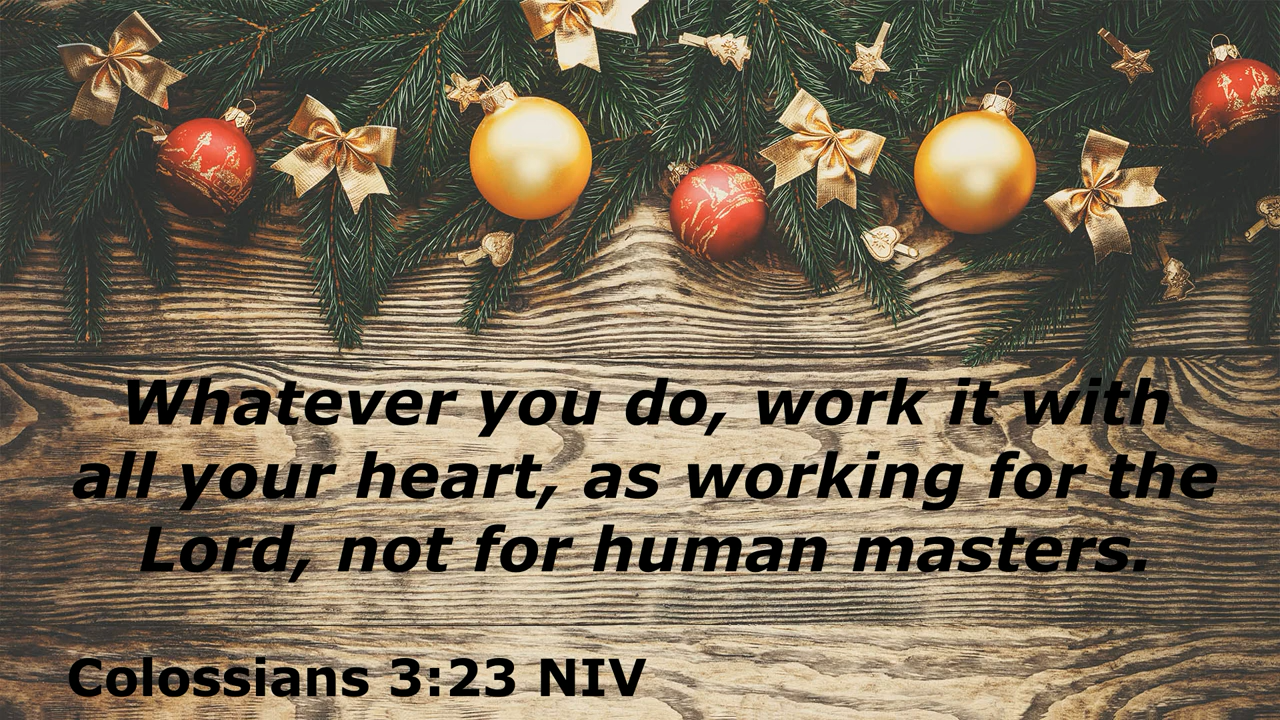 Whatever you do, work it with
all your heart, as working for the
Lord, not for human masters.
Colossians 3:23 NIV